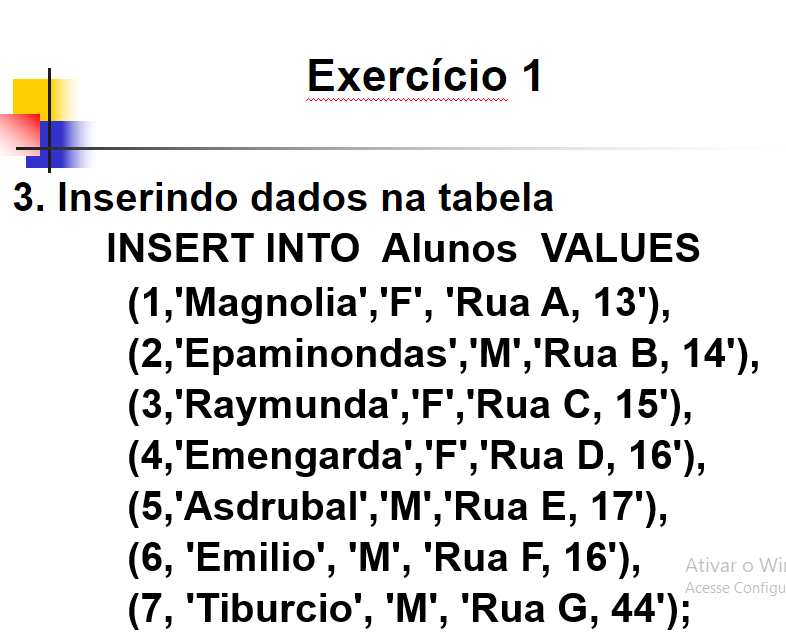 Exercício 1
3. Inserindo dados na tabela
INSERT INTO Alunos VALUES
(1,'Magnolia','F', 'Rua A, 13'),
(2,'Epaminondas','M','Rua B, 14'),
(3,'Raymunda','F','Rua C, 15'),
(4,'Emengarda','F','Rua D, 16'),
(5,'Asdrubal','M','Rua E, 17'),
(6, 'Emilio', 'M', 'Rua F, 16'),
(7, 'Tiburcio', 'M', 'Rua G, 44');
Ativar o Wi
Acesse Configu